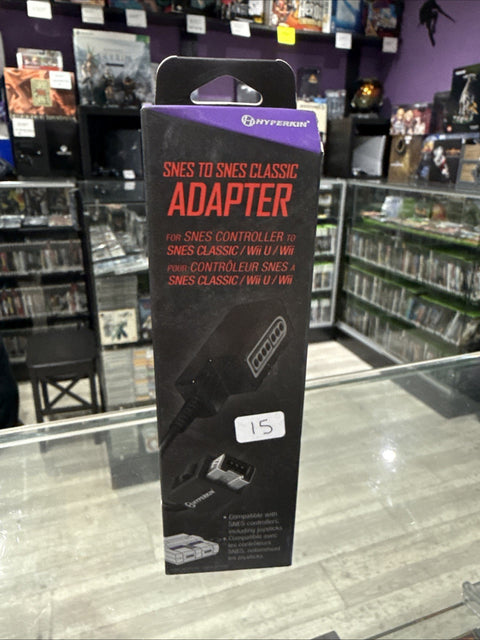 HYPERKIN
SNES TO SNES CLASSIC
ADAPTER
FOR SNES CONTROLLER TO
SNES CLASSIC / Wii U / Wii
POUR CONTRÔLEUR SNES A
SNES CLASSIC / Wii U / Wii
15
HYPERKIN
• Compatible with
SNES controllers,
including joysticks
• Compatible avec
les contrôleurs
SNES, notamment
les joysticks